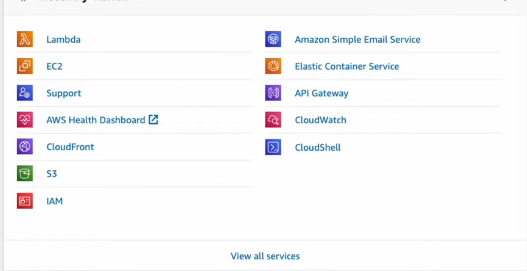 Lambda
EC2
Support
AWS Health Dashboard
CloudFront
S3
IAM
Amazon Simple Email Service
Elastic Container Service
API Gateway
CloudWatch
CloudShell
View all services